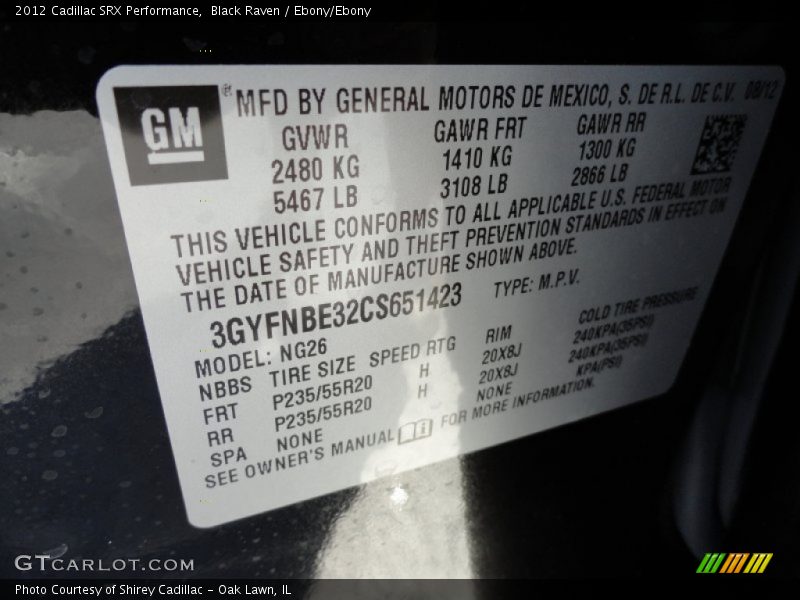 2012 Cadillac SRX Performance,  Black Raven / Ebony/Ebony
GM
® MFD BY GENERAL MOTORS DE MEXICO, S. DE R.L. DE C.V. 08/12
GVWR GAWR FRT GAWR RR
2480 KG 1410 KG 1300 KG
5467 LB 3108 LB 2866 LB
THIS VEHICLE CONFORMS TO ALL APPLICABLE U.S. FEDERAL MOTOR
VEHICLE SAFETY AND THEFT PREVENTION STANDARDS IN EFFECT ON
THE DATE OF MANUFACTURE SHOWN ABOVE.
3GYFNBE32CS651423 TYPE: M.P.V.
MODEL: NG26
NBBS TIRE SIZE SPEED RTG RIM COLD TIRE PRESSURE
FRT P235/55R20 H 20X8J 240KPA(35PSI)
RR P235/55R20 H 20X8J 240KPA(35PSI)
SPA NONE NONE KPA(PSI)
SEE OWNER'S MANUAL FOR MORE INFORMATION.
GTCARLOT.COM
Photo Courtesy of Shirey Cadillac - Oak Lawn, IL